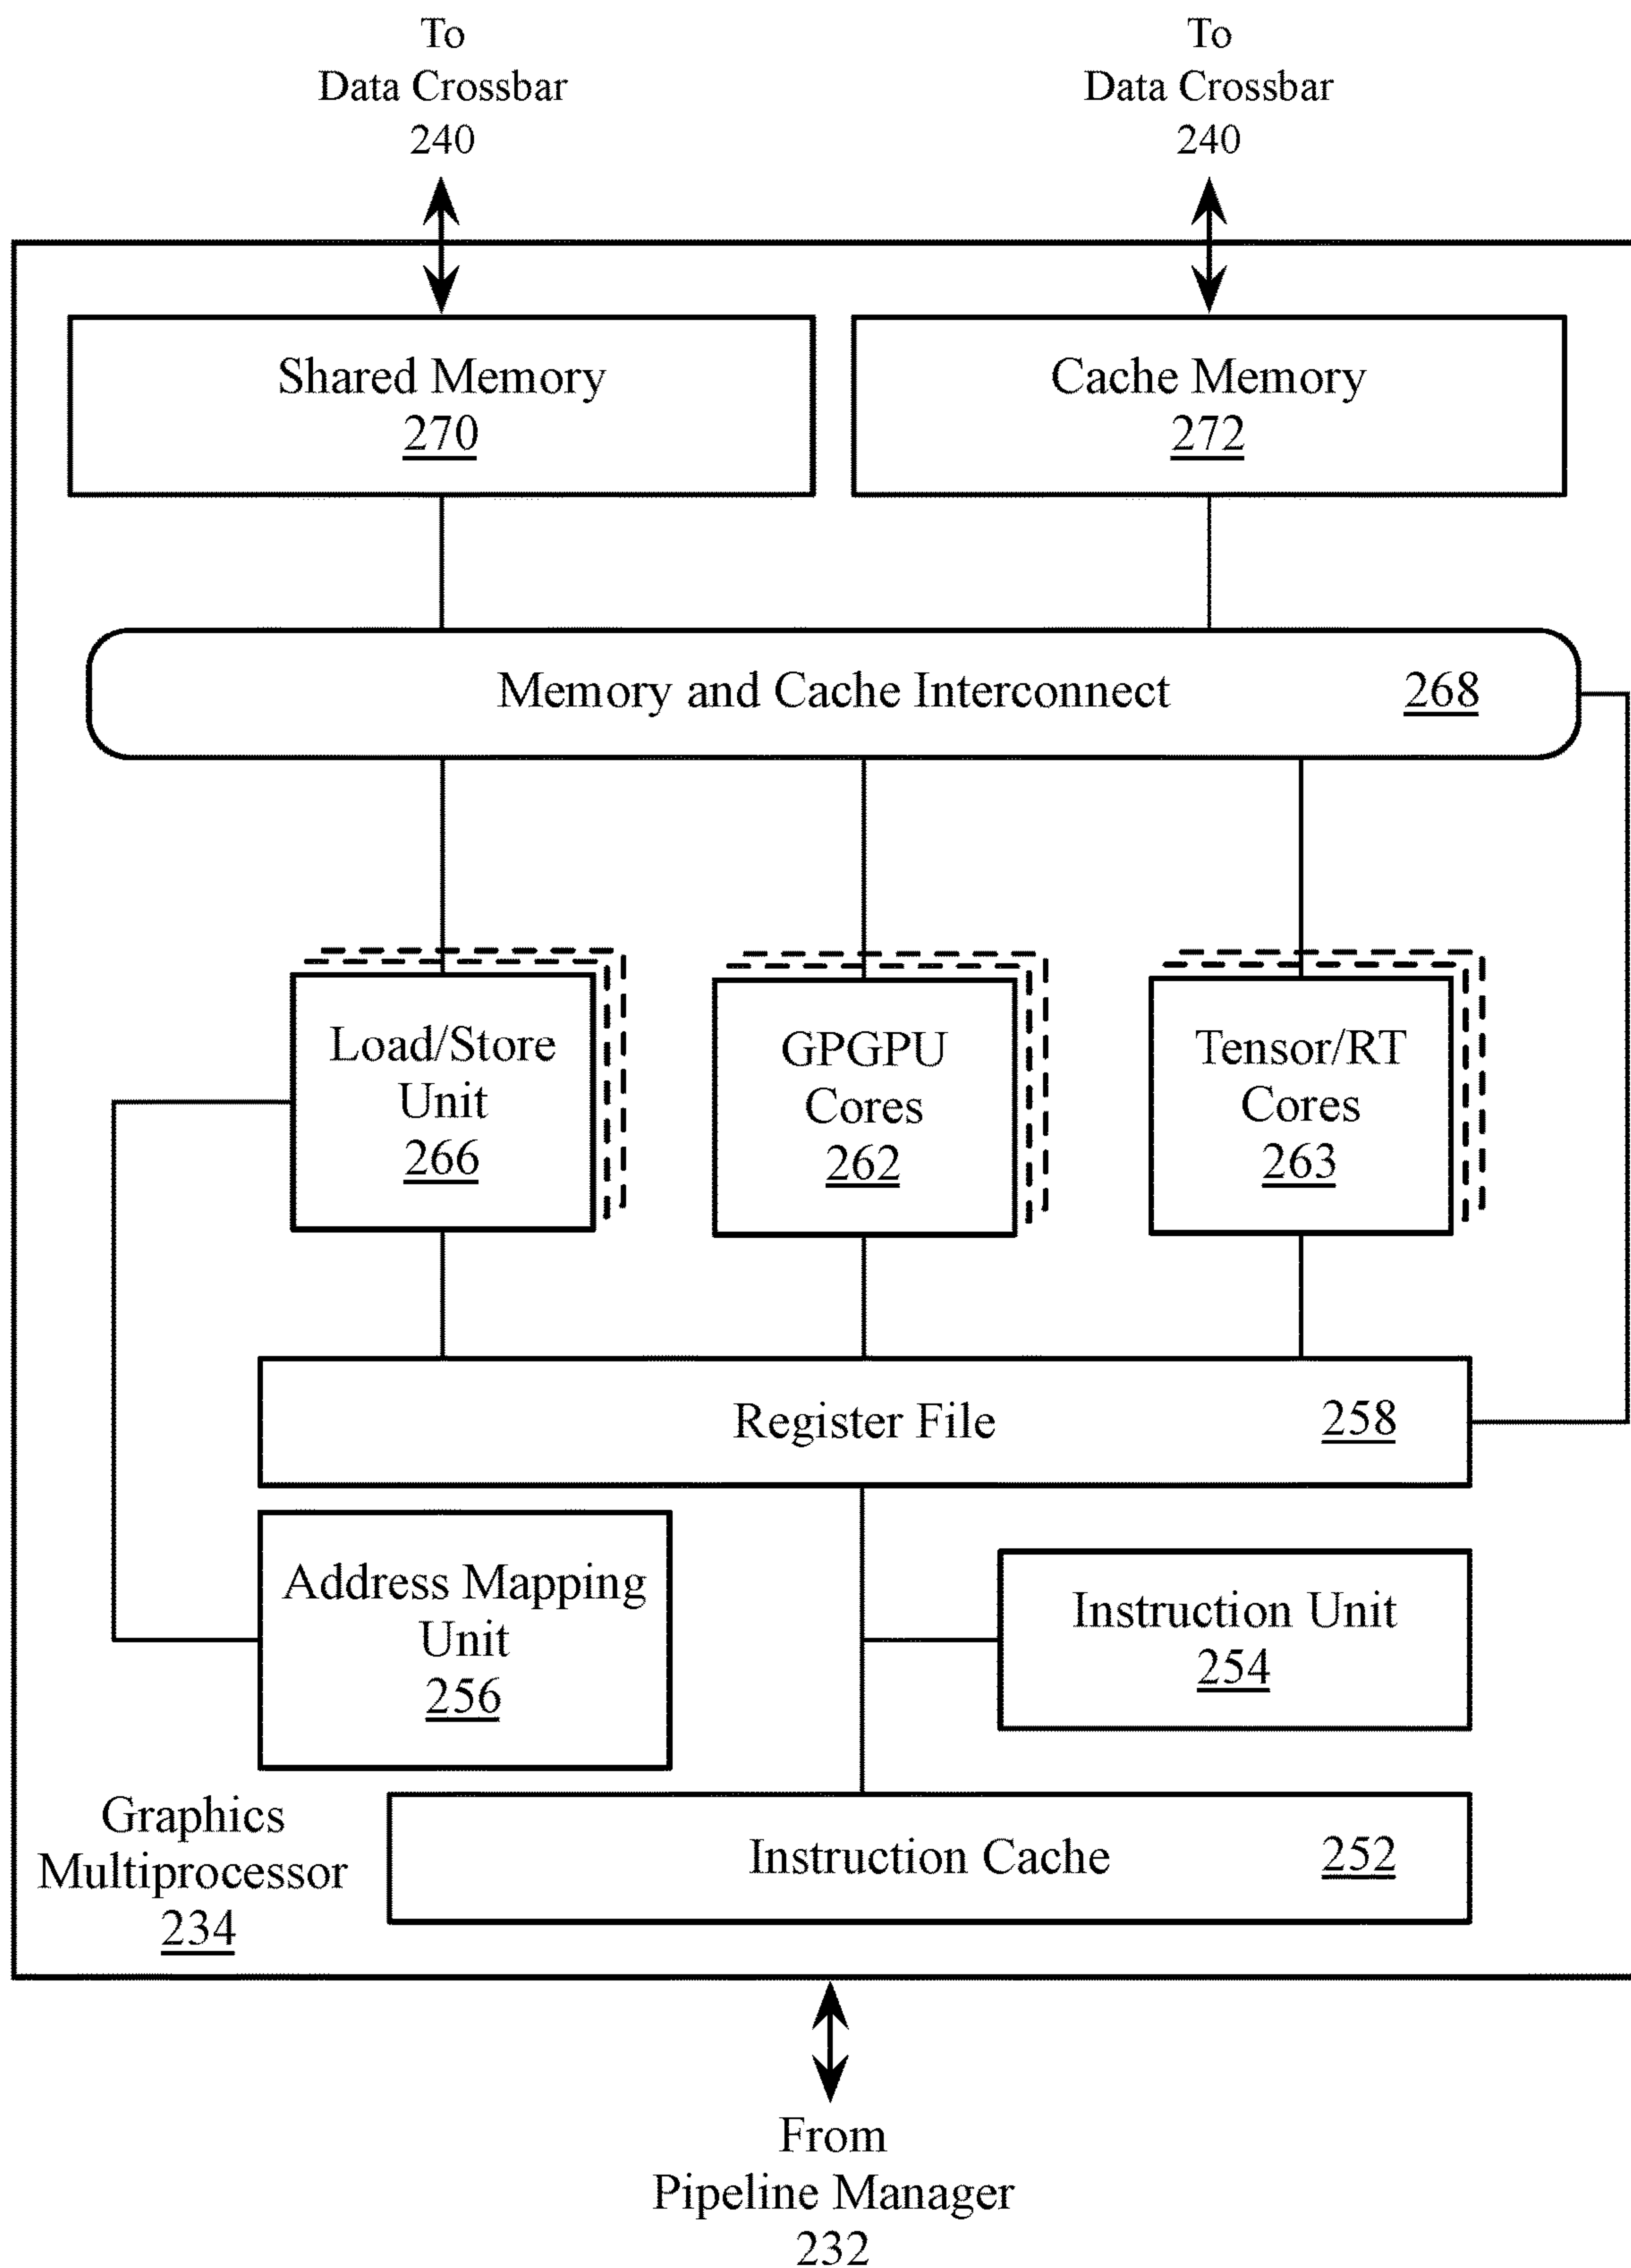 To
Data Crossbar
240
To
Data Crossbar
240
Shared Memory
270
Cache Memory
272
Memory and Cache Interconnect 268
Load/Store
Unit
266
GPGPU
Cores
262
Tensor/RT
Cores
263
Register File 258
Address Mapping
Unit
256
Instruction Unit
254
Graphics
Multiprocessor
234
Instruction Cache 252
From
Pipeline Manager
232